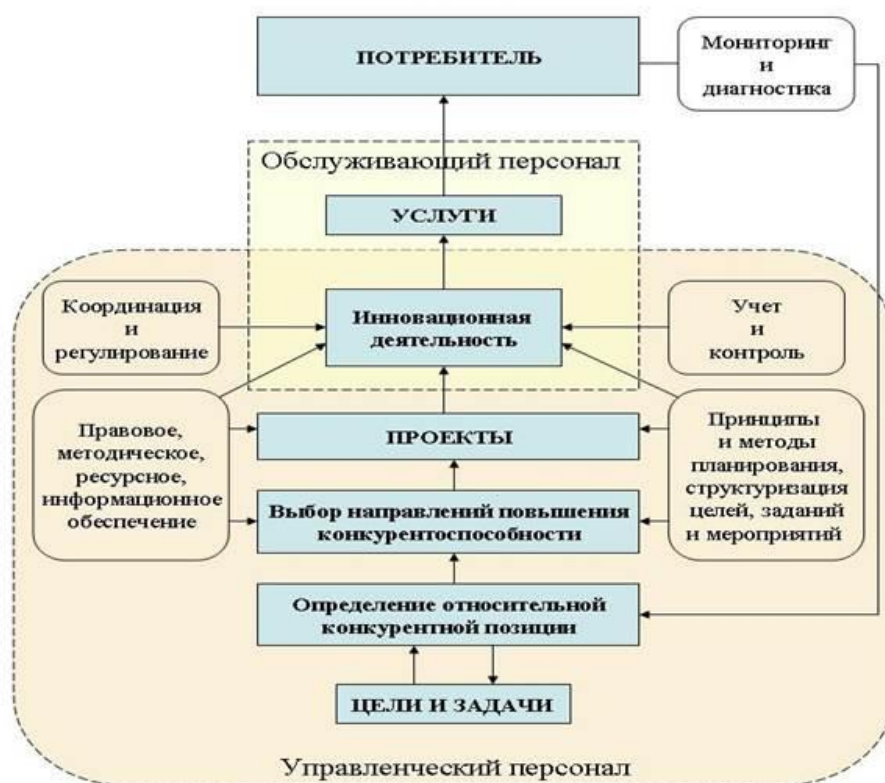 ПОТРЕБИТЕЛЬ
Мониторинг
и
диагностика
Обслуживающий персонал
УСЛУГИ
Координация
и
регулирование
Инновационная
деятельность
Учет
и
контроль
Правовое,
методическое,
ресурсное,
информационное
обеспечение
ПРОЕКТЫ
Принципы
и методы
планирования,
структуризация
целей, заданий
и мероприятий
Выбор направлений повышения
конкурентоспособности
Определение относительной
конкурентной позиции
ЦЕЛИ И ЗАДАЧИ
Управленческий персонал